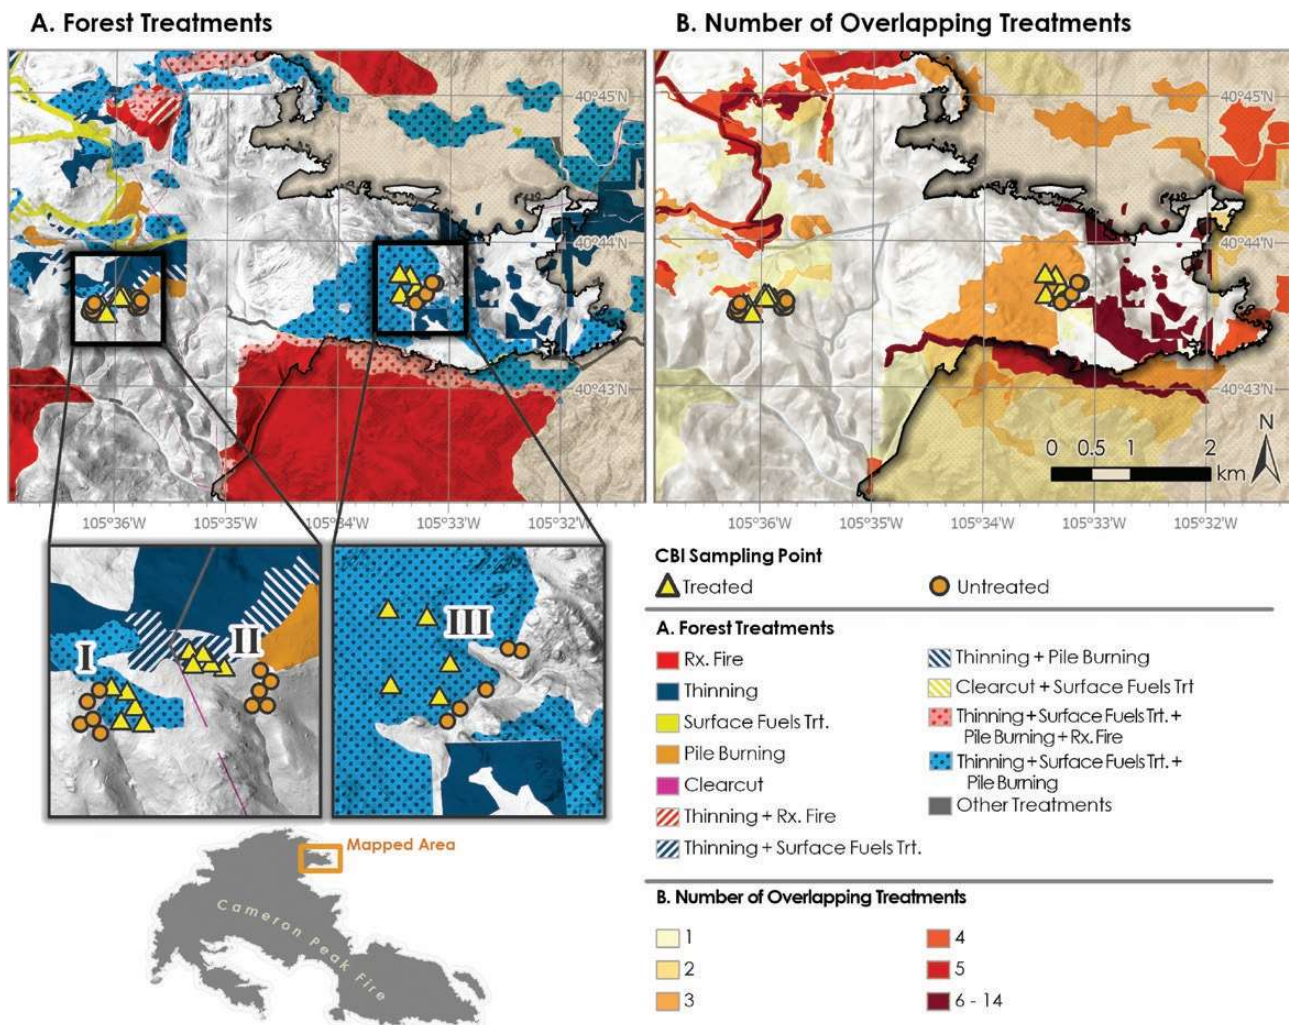 A. Forest Treatments
B. Number of Overlapping Treatments
40°45'N
40°44'N
40°43'N
40°45'N
40°44'N
40°43'N
N
0 0.5 1 2
km
105°36'W 105°35'W 105°34'W 105°33'W 105°32'W
105°36'W 105°35'W 105°34'W 105°33'W 105°32'W
I
II
III
CBI Sampling Point
Treated
Untreated
A. Forest Treatments
Rx. Fire
Thinning
Surface Fuels Trt.
Pile Burning
Clearcut
Thinning + Rx. Fire
Thinning + Surface Fuels Trt.
Thinning + Pile Burning
Clearcut + Surface Fuels Trt
Thinning + Surface Fuels Trt. +
Pile Burning + Rx. Fire
Thinning + Surface Fuels Trt. +
Pile Burning
Other Treatments
Mapped Area
Cameron Peak Fire
B. Number of Overlapping Treatments
1
2
3
4
5
6 - 14